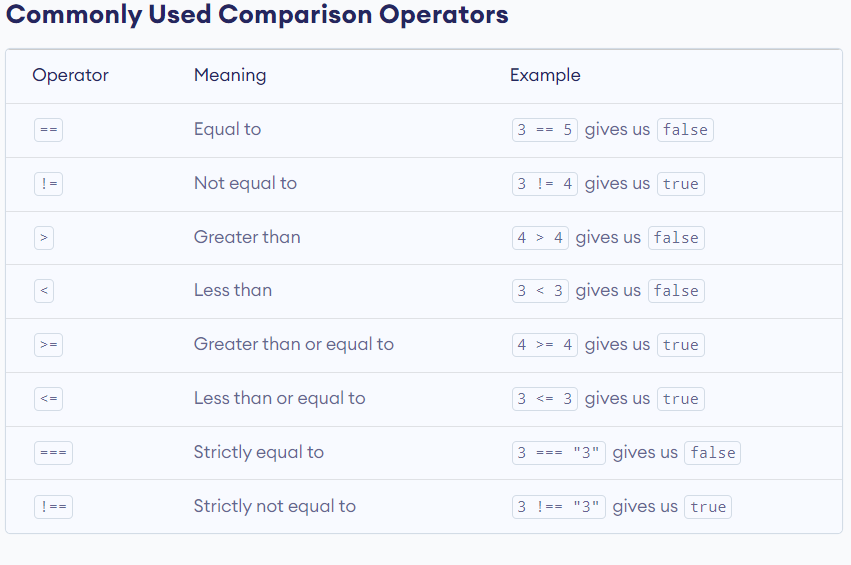 Commonly Used Comparison Operators
Operator Meaning Example
== Equal to 3 == 5 gives us false
!= Not equal to 3 != 4 gives us true
> Greater than 4 > 4 gives us false
< Less than 3 < 3 gives us false
>= Greater than or equal to 4 >= 4 gives us true
<= Less than or equal to 3 <= 3 gives us true
=== Strictly equal to 3 === "3" gives us false
!== Strictly not equal to 3 !== "3" gives us true